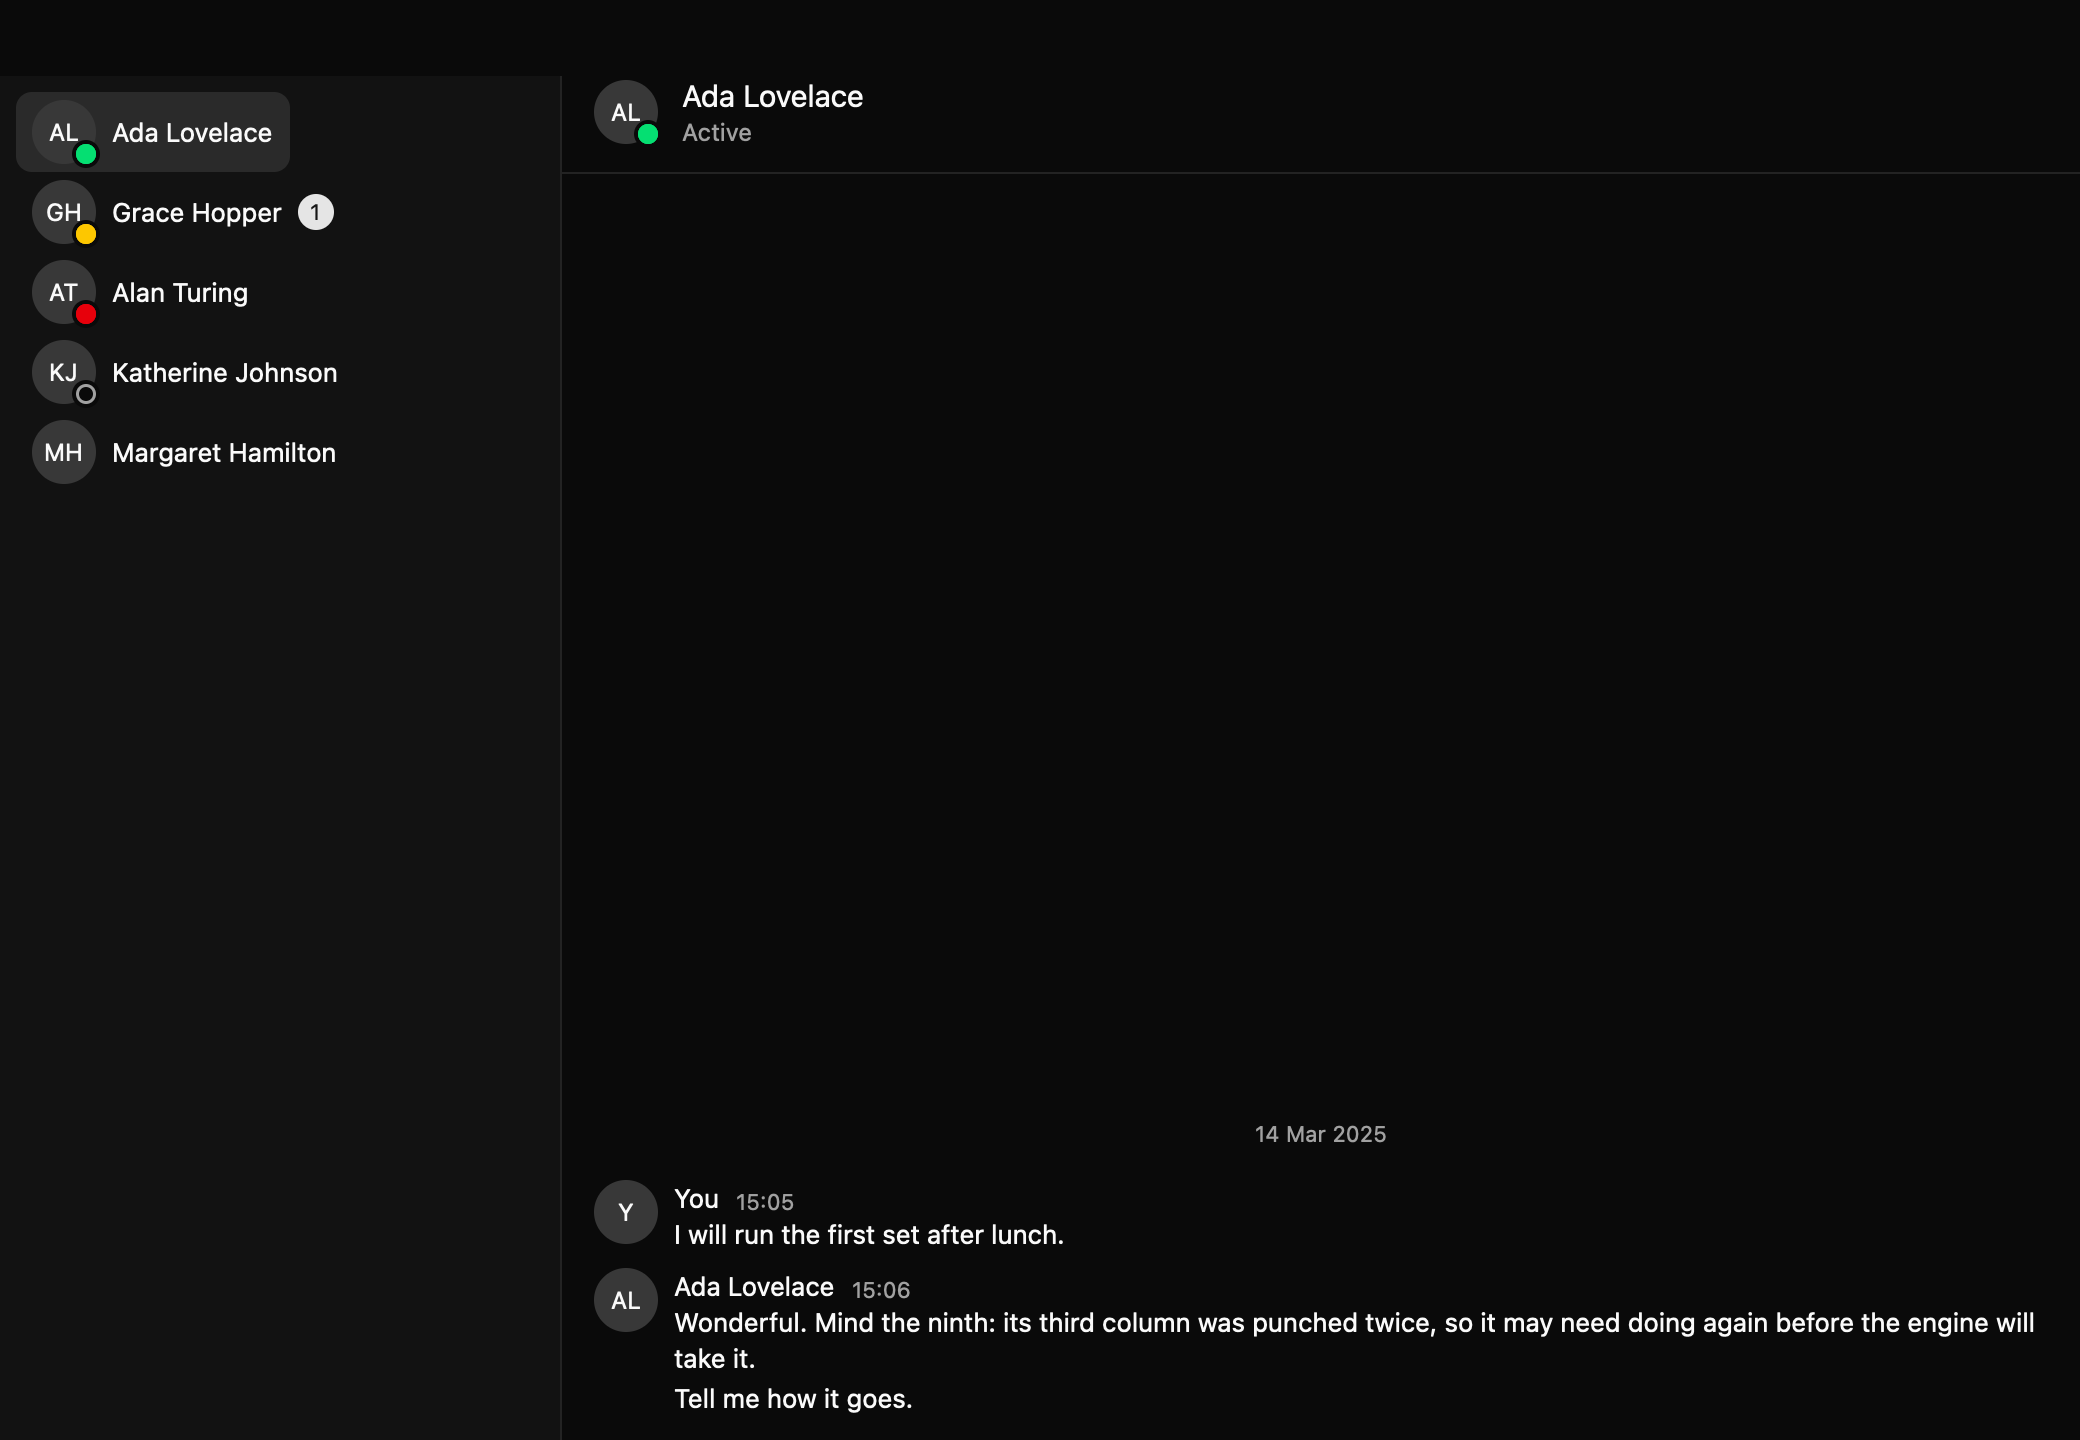 AL Ada Lovelace
GH Grace Hopper 1
AT Alan Turing
KJ Katherine Johnson
MH Margaret Hamilton
AL Ada Lovelace
Active
14 Mar 2025
Y You 15:05
I will run the first set after lunch.
AL Ada Lovelace 15:06
Wonderful. Mind the ninth: its third column was punched twice, so it may need doing again before the engine will
take it.
Tell me how it goes.